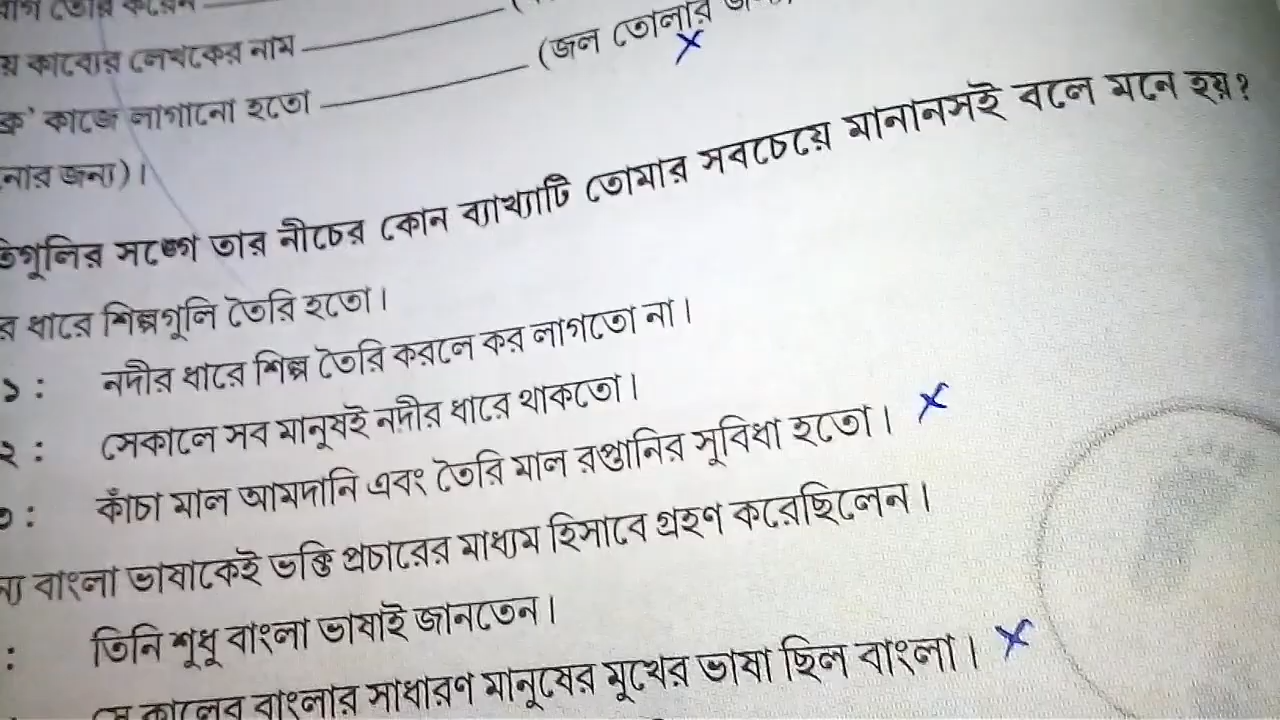 য় কাব্যের লেখকের নাম
(জল তোলার
ক্র' কাজে লাগানো হতো
নোর জন্য)।
তিগুলির সঙ্গে তার নীচের কোন ব্যাখ্যাটি তোমার সবচেয়ে মানানসই বলে মনে হয়?
র ধারে শিল্পগুলি তৈরি হতো।
১ : নদীর ধারে শিল্প তৈরি করলে কর লাগতো না।
২ : সেকালে সব মানুষই নদীর ধারে থাকতো।
৩ : কাঁচা মাল আমদানি এবং তৈরি মাল রপ্তানির সুবিধা হতো।
ন্য বাংলা ভাষাকেই ভক্তি প্রচারের মাধ্যম হিসাবে গ্রহণ করেছিলেন।
: তিনি শুধু বাংলা ভাষাই জানতেন।
সে কালের বাংলার সাধারণ মানুষের মুখের ভাষা ছিল বাংলা।